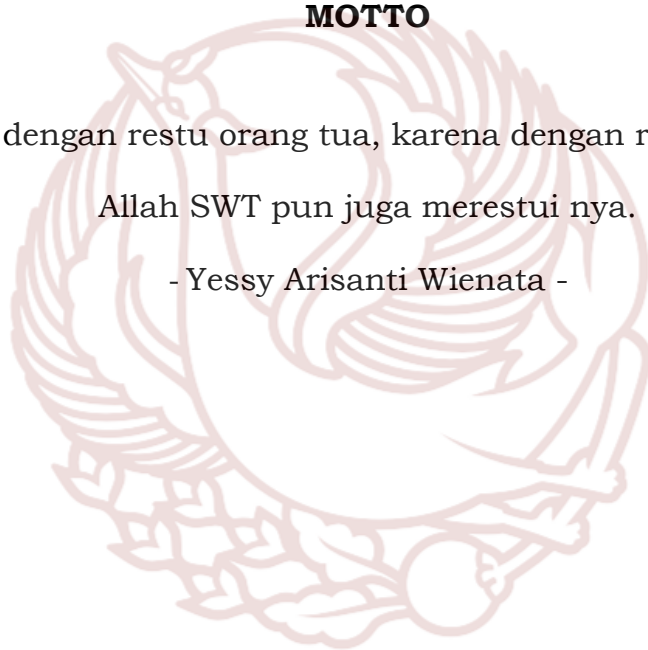 MOTTO
dengan restu orang tua, karena dengan r
Allah SWT pun juga merestui nya.
- Yessy Arisanti Wienata -